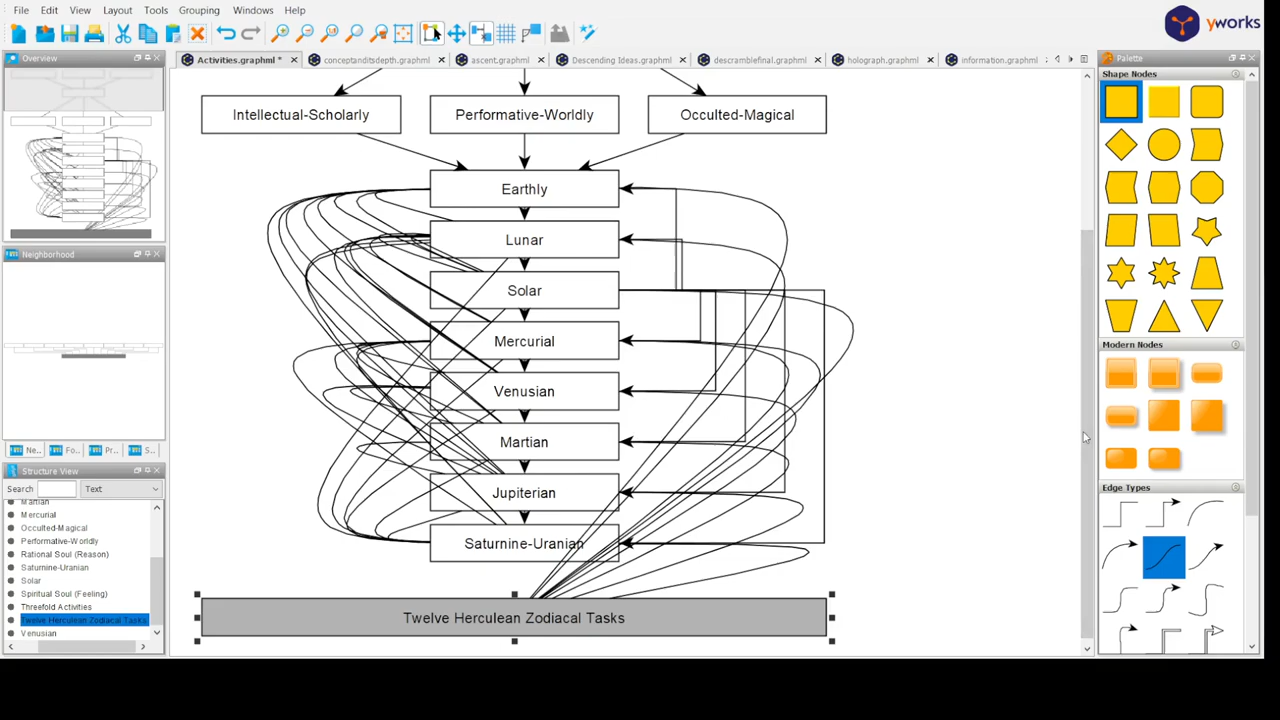 File Edit View Layout Tools Grouping Windows Help
yworks
Overview
Activities.graphml * conceptanditsdepth.graphml ascent.graphml Descending Ideas.graphml descramblefinal.graphml holograph.graphml information.graphml
Palette
Shape Nodes
Intellectual-Scholarly Performative-Worldly Occulted-Magical
Earthly
Lunar
Neighborhood
Solar
Mercurial
Modern Nodes
Venusian
Martian
Ne.. Fo.. Pr.. S..
Structure View
Search Text
Edge Types
Jupiterian
Martian
Mercurial
Occulted-Magical
Performative-Worldly
Saturnine-Uranian
Rational Soul (Reason)
Saturnine-Uranian
Solar
Spiritual Soul (Feeling)
Threefold Activities
Twelve Herculean Zodiacal Tasks
Twelve Herculean Zodiacal Tasks
Venusian